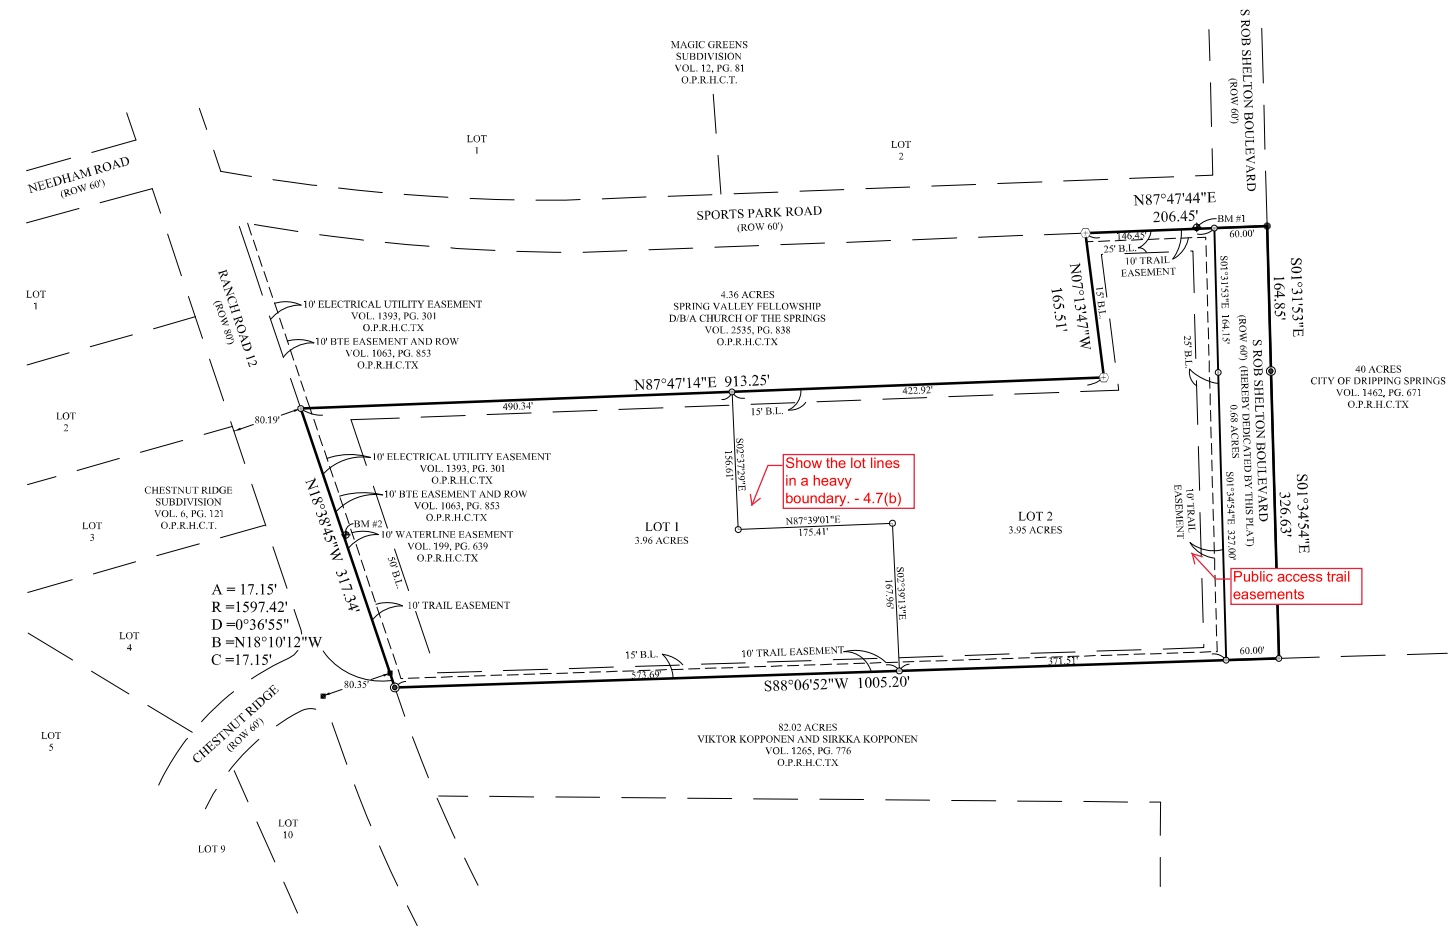 MAGIC GREENS
SUBDIVISION
VOL. 12, PG. 81
O.P.R.H.C.T.
S ROB SHELTON BOULEVARD
(ROW 60')
LOT
1
LOT
2
NEEDHAM ROAD
(ROW 60')
SPORTS PARK ROAD
(ROW 60')
N87°47'44"E
206.45'
BM #1
146.45'
60.00'
25' B.L.
10' TRAIL
EASEMENT
RANCH ROAD 12
(ROW 80')
LOT
1
10' ELECTRICAL UTILITY EASEMENT
VOL. 1393, PG. 301
O.P.R.H.C.TX
10' BTE EASEMENT AND ROW
VOL. 1063, PG. 853
O.P.R.H.C.TX
4.36 ACRES
SPRING VALLEY FELLOWSHIP
D/B/A CHURCH OF THE SPRINGS
VOL. 2535, PG. 838
O.P.R.H.C.TX
N07°13'47"W
165.51'
15' B.L.
25' B.L.
S01°31'53"E 164.15'
S01°31'53"E
164.85'
S ROB SHELTON BOULEVARD
(ROW 60') (HEREBY DEDICATED BY THIS PLAT)
0.68 ACRES
40 ACRES
CITY OF DRIPPING SPRINGS
VOL. 1462, PG. 671
O.P.R.H.C.TX
N87°47'14"E 913.25'
490.34'
422.92'
15' B.L.
80.19'
LOT
2
10' ELECTRICAL UTILITY EASEMENT
VOL. 1393, PG. 301
O.P.R.H.C.TX
10' BTE EASEMENT AND ROW
VOL. 1063, PG. 853
O.P.R.H.C.TX
BM #2
10' WATERLINE EASEMENT
VOL. 199, PG. 639
O.P.R.H.C.TX
50' B.L.
10' TRAIL EASEMENT
N18°38'45"W 317.34'
CHESTNUT RIDGE
SUBDIVISION
VOL. 6, PG. 121
O.P.R.H.C.T.
S02°37'29"E
156.61'
Show the lot lines
in a heavy
boundary. - 4.7(b)
N87°39'01"E
175.41'
LOT 1
3.96 ACRES
LOT 2
3.95 ACRES
10' TRAIL
EASEMENT
S01°34'54"E 327.00'
S01°34'54"E
326.63'
Public access trail
easements
S02°39'13"E
167.96'
LOT
3
A = 17.15'
R =1597.42'
D =0°36'55"
B =N18°10'12"W
C =17.15'
LOT
4
15' B.L.
10' TRAIL EASEMENT
573.69'
371.51'
60.00'
S88°06'52"W 1005.20'
80.35'
CHESTNUT RIDGE
(ROW 60')
LOT
5
82.02 ACRES
VIKTOR KOPPONEN AND SIRKKA KOPPONEN
VOL. 1265, PG. 776
O.P.R.H.C.TX
LOT
10
LOT 9